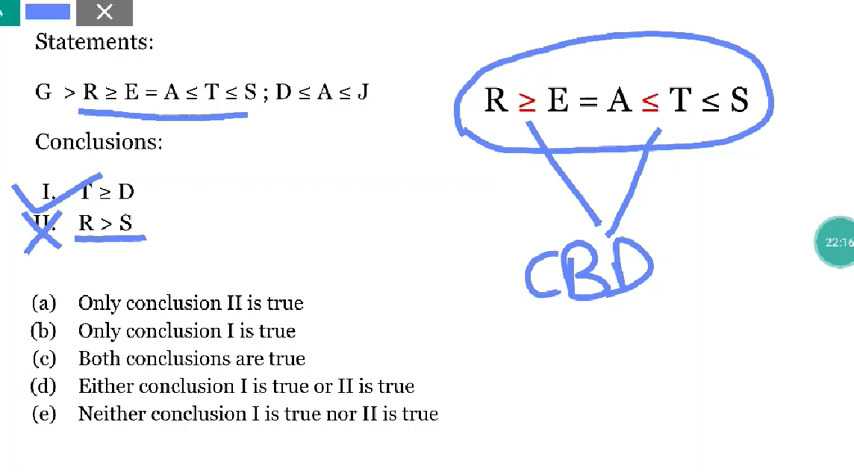 Statements:
G > R ≥ E = A ≤ T ≤ S ; D ≤ A ≤ J
R ≥ E = A ≤ T ≤ S
Conclusions:
I. T ≥ D
II. R > S
CBD
22:16
(a) Only conclusion II is true
(b) Only conclusion I is true
(c) Both conclusions are true
(d) Either conclusion I is true or II is true
(e) Neither conclusion I is true nor II is true